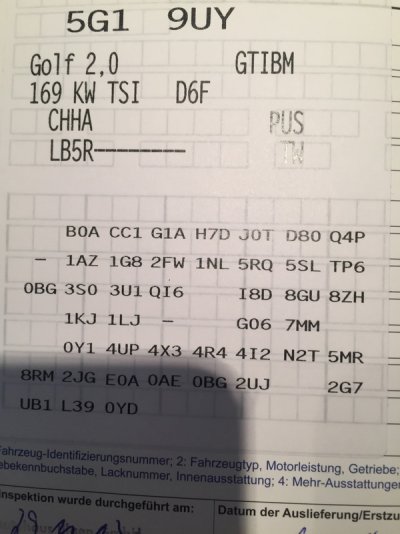 5G1 9UY
Golf 2,0 GTIBM
169 KW TSI D6F
CHHA PUS
LB5R-------- TW
B0A CC1 G1A H7D J0T D80 Q4P
- 1AZ 1G8 2FW 1NL 5RQ 5SL TP6
0BG 3S0 3U1 QI6 I8D 8GU 8ZH
1KJ 1LJ - G06 7MM
0Y1 4UP 4X3 4R4 4I2 N2T 5MR
8RM 2JG E0A 0AE 0BG 2UJ 2G7
UB1 L39 0YD
Fahrzeug-Identifizierungsnummer; 2: Fahrzeugtyp, Motorleistung, Getriebe;
ebekennbuchstabe, Lacknummer, Innenausstattung; 4: Mehr-Ausstattungen
Inspektion wurde durchgeführt am: Datum der Auslieferung/Erstzu